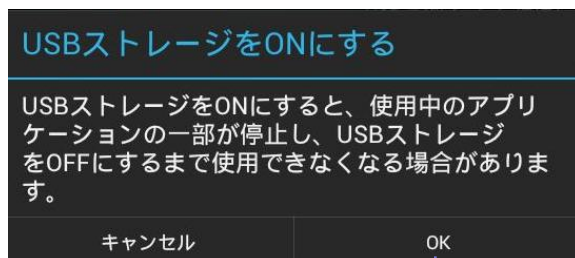 USBストレージをONにする
USBストレージをONにすると、使用中のアプリ
ケーションの一部が停止し、USBストレージ
をOFFにするまで使用できなくなる場合がありま
す。
キャンセル
OK